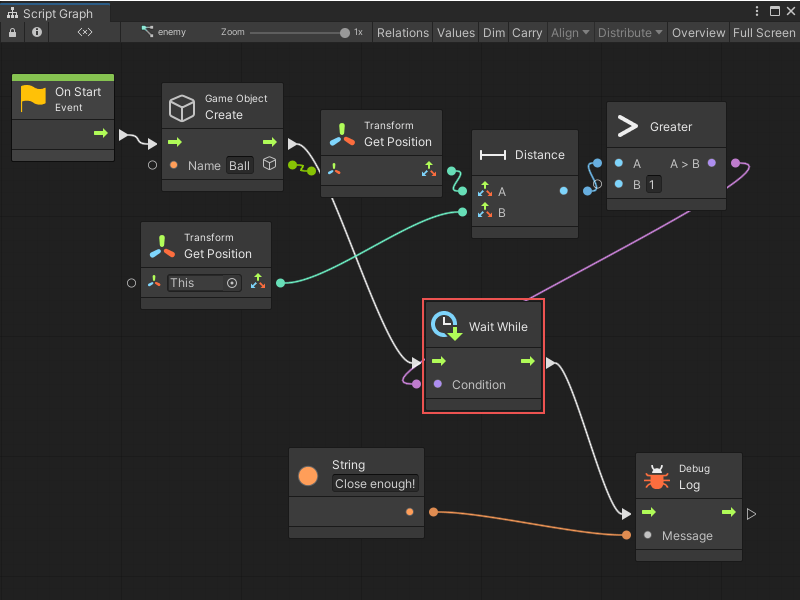 Script Graph
enemy
Zoom
1x
Relations
Values
Dim
Carry
Align
Distribute
Overview
Full Screen
On Start
Event
Game Object
Create
Name
Ball
Transform
Get Position
Distance
A
B
Greater
A
A > B
B
1
Transform
Get Position
This
Wait While
Condition
String
Close enough!
Debug
Log
Message